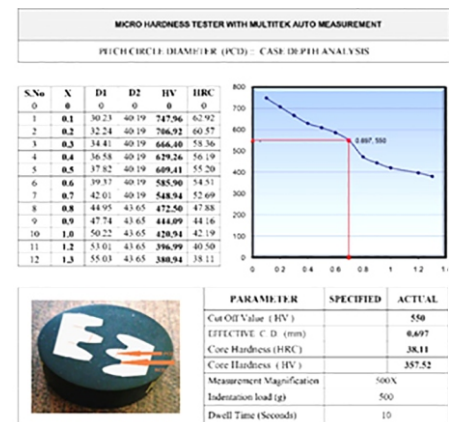 MICRO HARDNESS TESTER WITH MULTITEK AUTO MEASUREMENT
PITCH CIRCLE DIAMETER (PCD) : CASE DEPTH ANALYSIS
S.No X D1 D2 HV HRC
0 0 0 0 0 0
1 0.1 30.23 40.19 747.96 62.92
2 0.2 32.24 40.19 706.92 60.57
3 0.3 34.41 40.19 666.40 58.36
4 0.4 36.58 40.19 629.26 56.19
5 0.5 37.82 40.19 609.41 55.20
6 0.6 39.37 40.19 585.90 54.51
7 0.7 42.01 40.19 548.94 52.69
8 0.8 44.95 43.65 472.50 47.88
9 0.9 47.74 43.65 444.09 44.16
10 1.0 50.22 43.65 420.94 42.19
11 1.2 53.01 43.65 396.99 40.50
12 1.3 55.03 43.65 380.94 38.11
800
700
600
500
400
300
200
100
0
0.697, 550
0 0.2 0.4 0.6 0.8 1 1.2
PARAMETER SPECIFIED ACTUAL
Cut Off Value ( HV ) 550
EFFECTIVE C. D. (mm) 0.697
Core Hardness (HRC) 38.11
Core Hardness ( HV ) 357.52
Measurement Magnification 500X
Indentation load (g) 500
Dwell Time (Seconds) 10